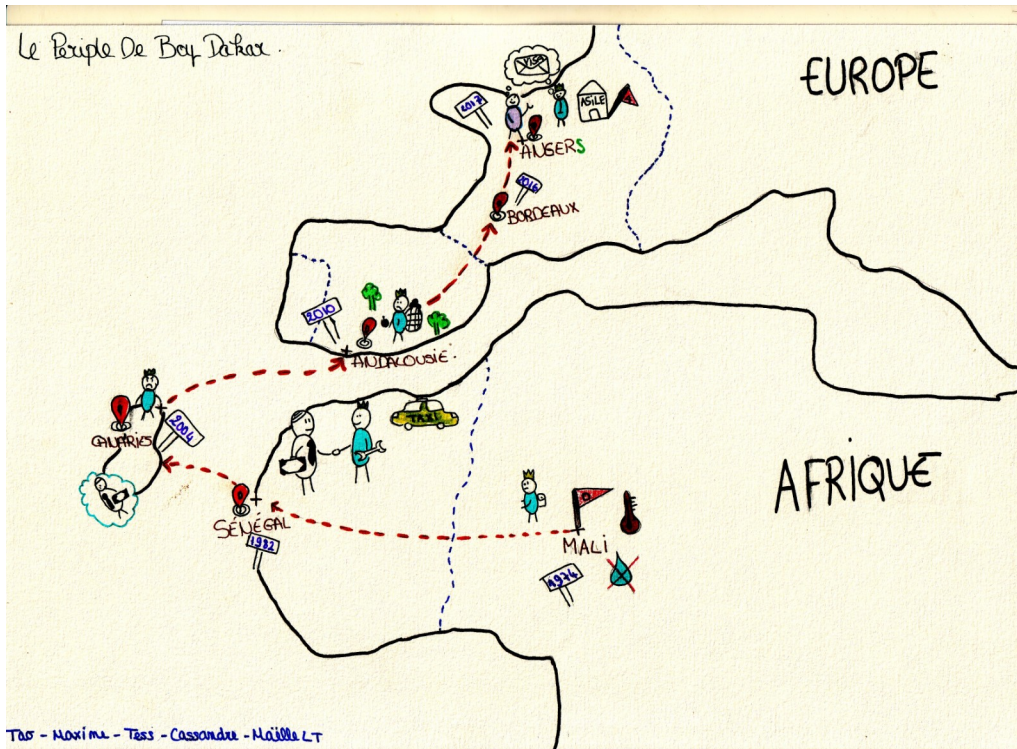 Le Périple De Boy Dakar.
EUROPE
VISA
2017
ASILE
ANGERS
2016
BORDEAUX
2010
ANDALOUSIE
CANARIES
2004
TAXI
AFRIQUE
SÉNÉGAL
1982
MALI
1974
Tao - Maxime - Tess - Cassandre - Maëlle LT